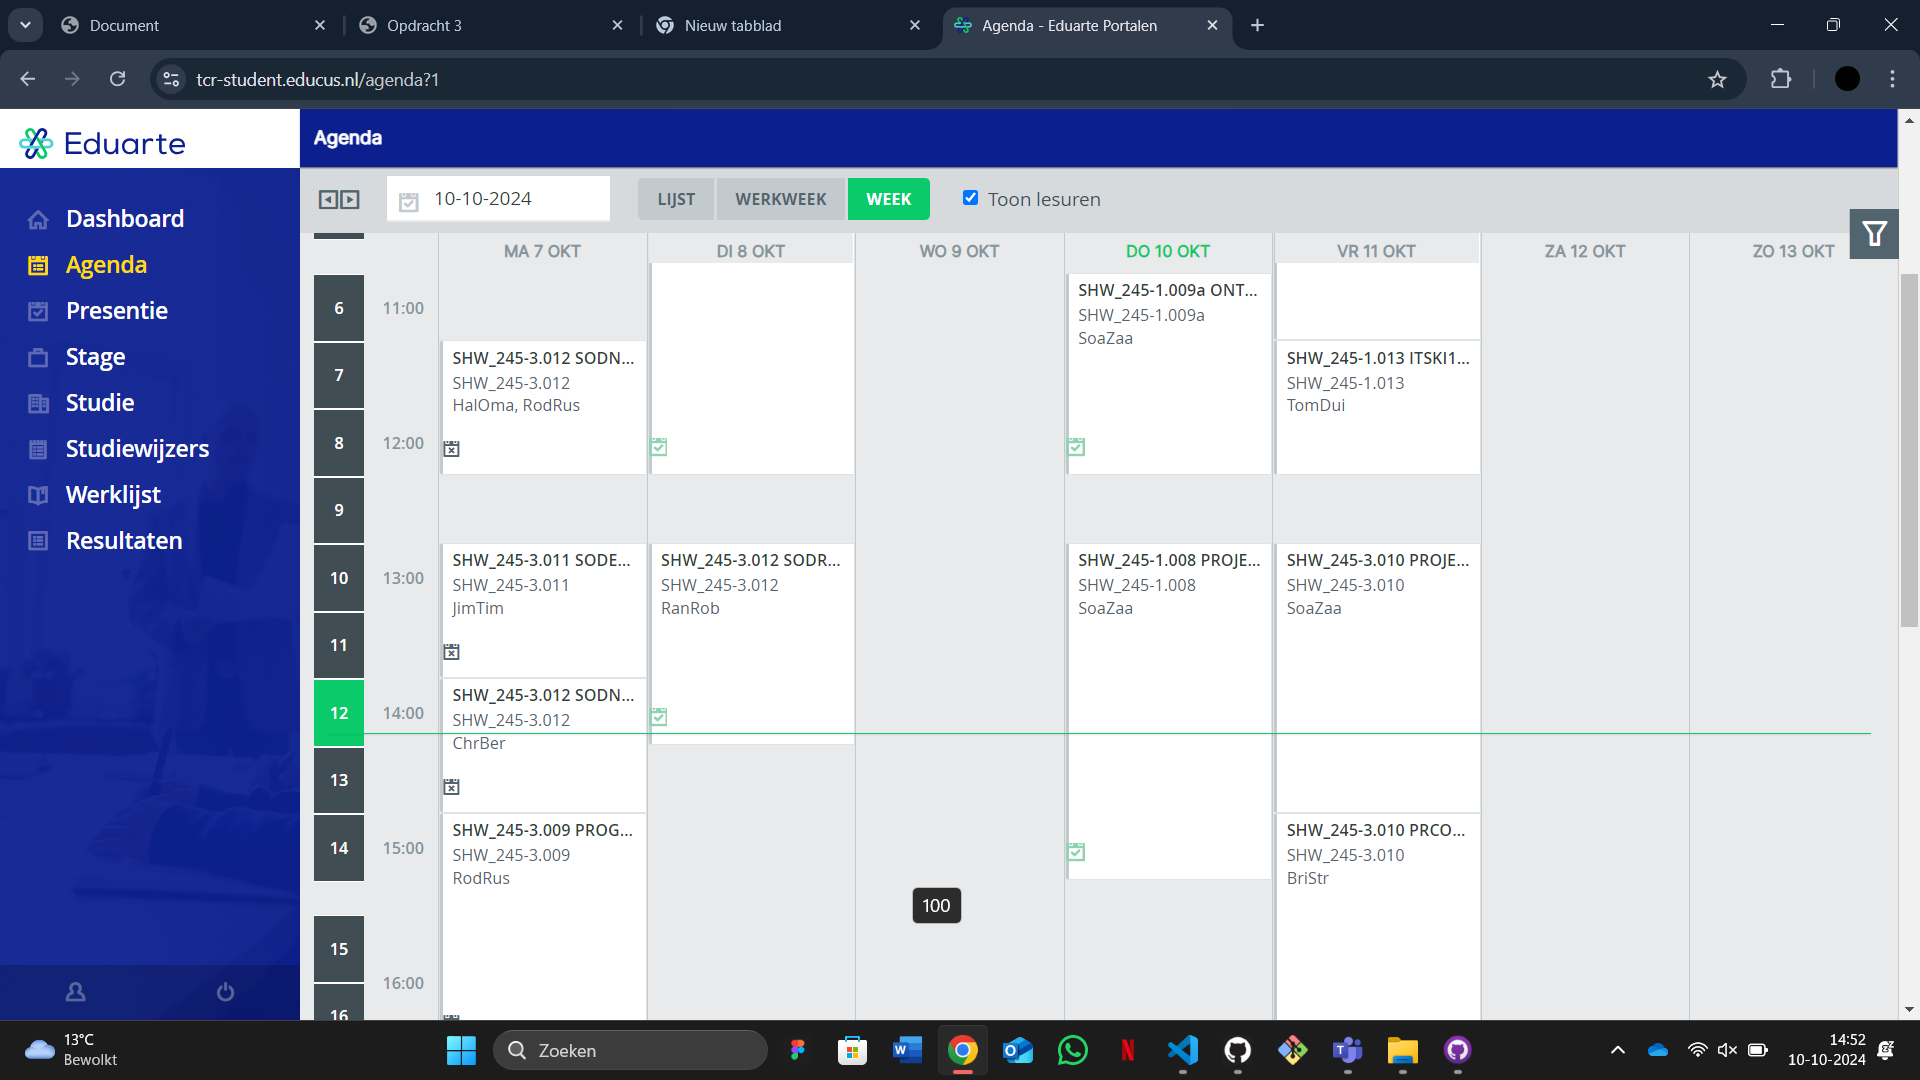 Document
Opdracht 3
Nieuw tabblad
Agenda - Eduarte Portalen
tcr-student.educus.nl/agenda?1
Eduarte
Agenda
Dashboard
Agenda
Presentie
Stage
Studie
Studiewijzers
Werklijst
Resultaten
10-10-2024
LIJST
WERKWEEK
WEEK
Toon lesuren
MA 7 OKT
DI 8 OKT
WO 9 OKT
DO 10 OKT
VR 11 OKT
ZA 12 OKT
ZO 13 OKT
6
11:00
7
8
12:00
9
10
13:00
11
12
14:00
13
14
15:00
15
16:00
16
SHW_245-3.012 SODN...
SHW_245-3.012
HalOma, RodRus
SHW_245-3.011 SODE...
SHW_245-3.011
JimTim
SHW_245-3.012 SODN...
SHW_245-3.012
ChrBer
SHW_245-3.009 PROG...
SHW_245-3.009
RodRus
SHW_245-3.012 SODR...
SHW_245-3.012
RanRob
SHW_245-1.009a ONT...
SHW_245-1.009a
SoaZaa
SHW_245-1.008 PROJE...
SHW_245-1.008
SoaZaa
SHW_245-1.013 ITSKI1...
SHW_245-1.013
TomDui
SHW_245-3.010 PROJE...
SHW_245-3.010
SoaZaa
SHW_245-3.010 PRCO...
SHW_245-3.010
BriStr
100
13°C
Bewolkt
Zoeken
14:52
10-10-2024